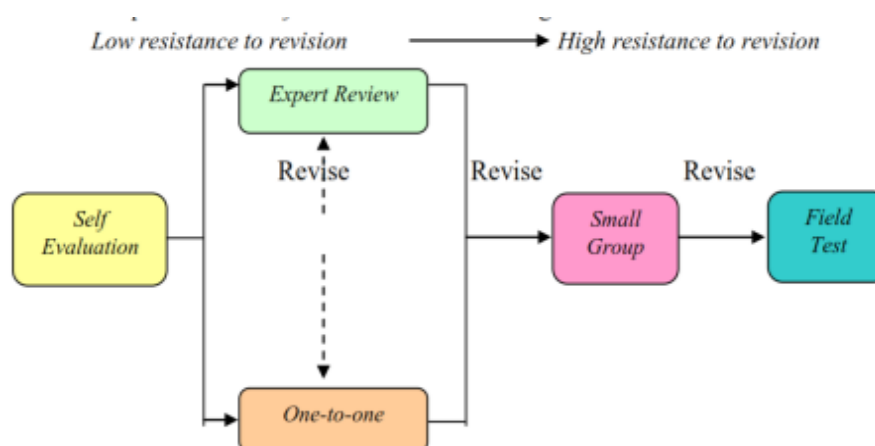 Low resistance to revision High resistance to revision
Expert Review
Revise Revise Revise
Self
Evaluation
Small
Group
Field
Test
One-to-one